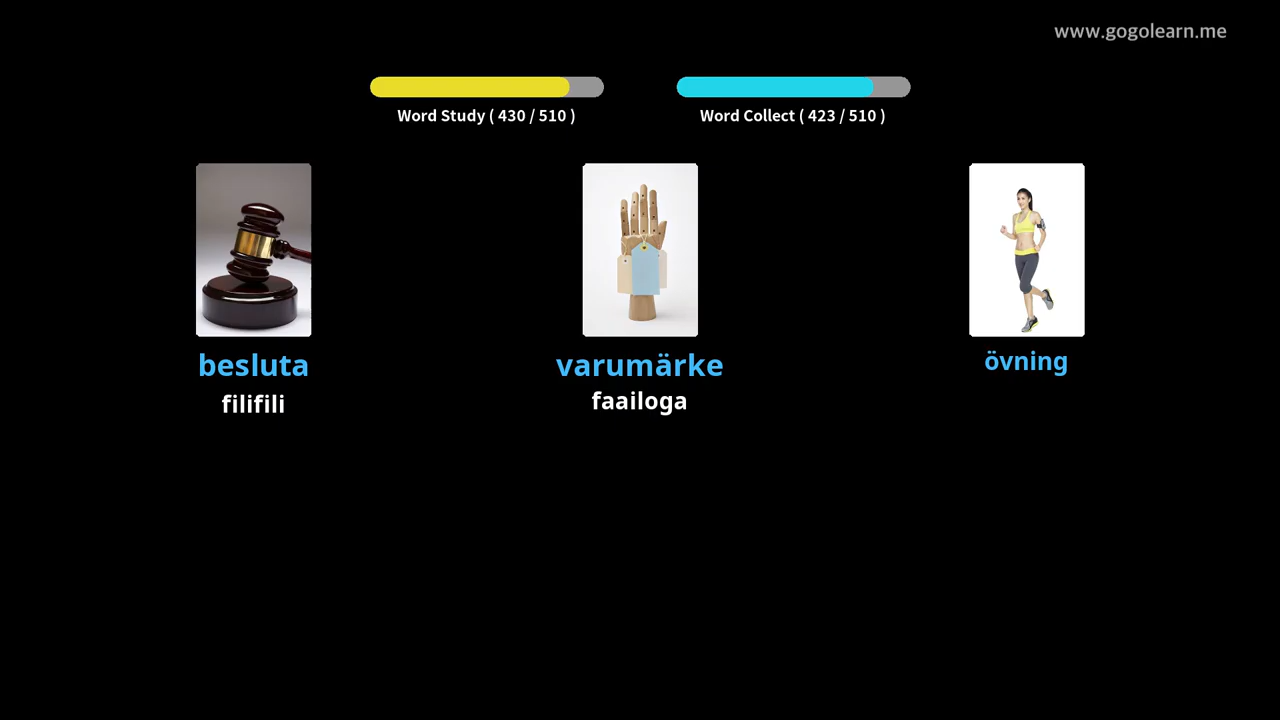 www.gogolearn.me
Word Study ( 430 / 510 )
Word Collect ( 423 / 510 )
besluta
filifili
varumärke
faailoga
övning